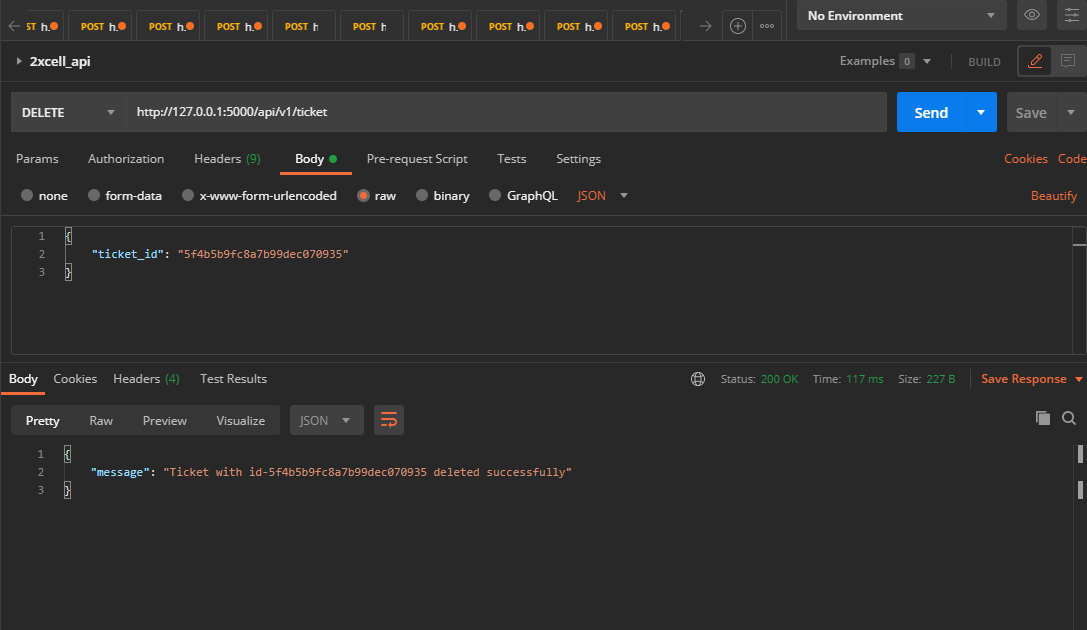 ST h. POST h. POST h. POST h. POST h POST h POST h. POST h. POST h. POST h. No Environment
2xcell_api Examples 0 BUILD
DELETE http://127.0.0.1:5000/api/v1/ticket Send Save
Params Authorization Headers (9) Body Pre-request Script Tests Settings Cookies Code
none form-data x-www-form-urlencoded raw binary GraphQL JSON Beautify
1 {
2 "ticket_id": "5f4b5b9fc8a7b99dec070935"
3 }
Body Cookies Headers (4) Test Results Status: 200 OK Time: 117 ms Size: 227 B Save Response
Pretty Raw Preview Visualize JSON
1 {
2 "message": "Ticket with id-5f4b5b9fc8a7b99dec070935 deleted successfully"
3 }